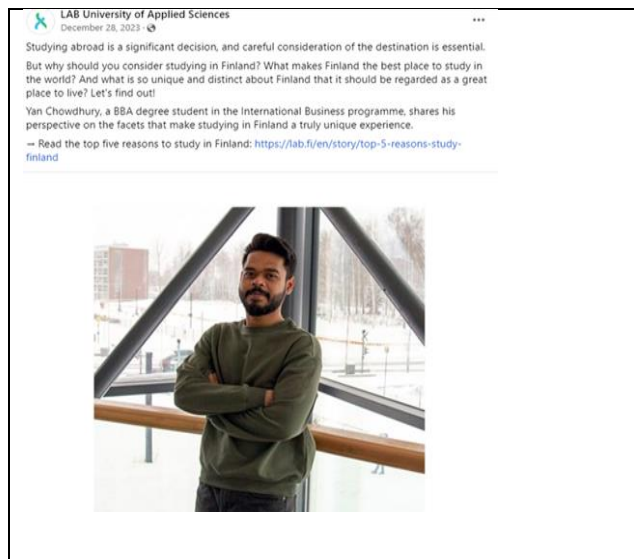 LAB University of Applied Sciences
December 28, 2023 ·
Studying abroad is a significant decision, and careful consideration of the destination is essential.
But why should you consider studying in Finland? What makes Finland the best place to study in
the world? And what is so unique and distinct about Finland that it should be regarded as a great
place to live? Let's find out!
Yan Chowdhury, a BBA degree student in the International Business programme, shares his
perspective on the facets that make studying in Finland a truly unique experience.
→ Read the top five reasons to study in Finland: https://lab.fi/en/story/top-5-reasons-study-
finland